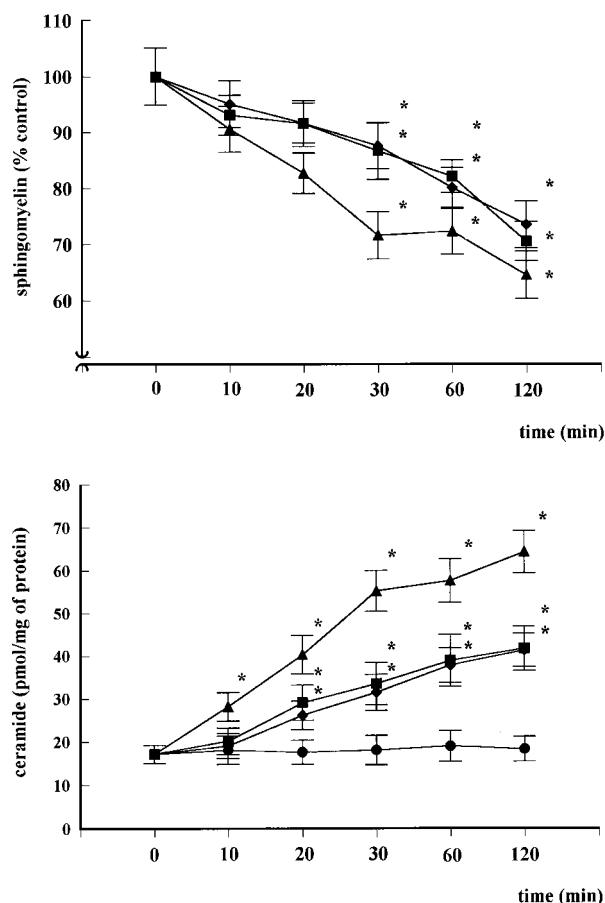 110
100
90
80
70
60
sphingomyelin (% control)
* * *
* * *
* * *
0 10 20 30 60 120
time (min)
80
70
60
50
40
30
20
10
0
ceramide (pmol/mg of protein)
* * * * *
* * * *
* * * *
0 10 20 30 60 120
time (min)